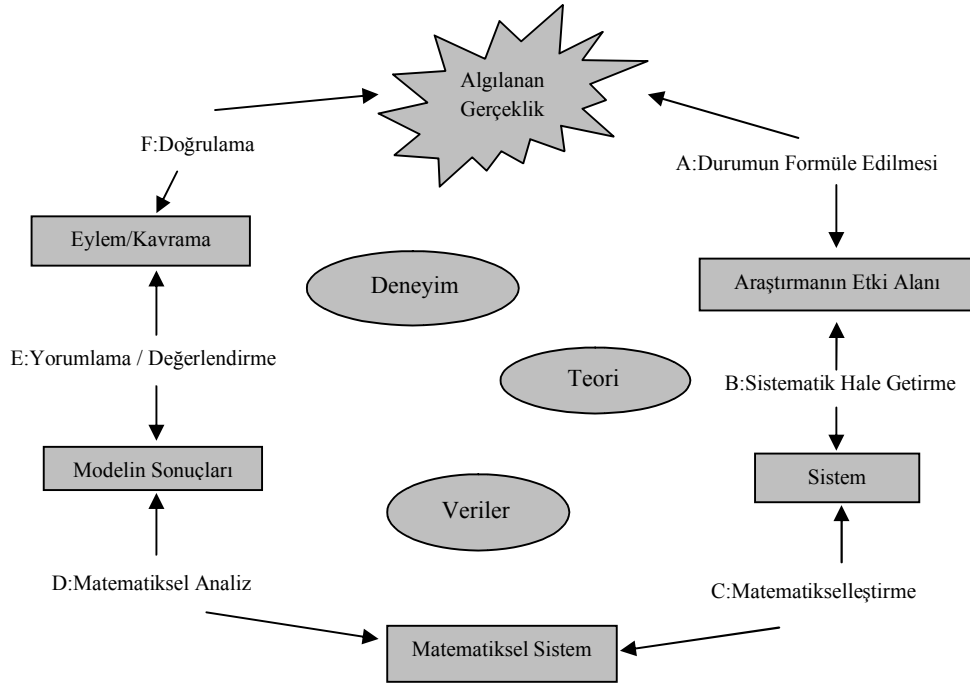 Algılanan
Gerçeklik
F:Doğrulama
A:Durumun Formüle Edilmesi
Eylem/Kavrama
Deneyim
Araştırmanın Etki Alanı
E:Yorumlama / Değerlendirme
Teori
B:Sistematik Hale Getirme
Modelin Sonuçları
Sistem
Veriler
D:Matematiksel Analiz
C:Matematikselleştirme
Matematiksel Sistem